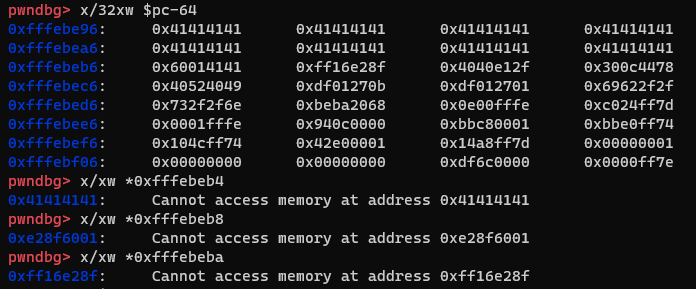 pwndbg> x/32xw $pc-64
0xfffebe96: 0x41414141 0x41414141 0x41414141 0x41414141
0xfffebea6: 0x41414141 0x41414141 0x41414141 0x41414141
0xfffebeb6: 0x60014141 0xff16e28f 0x4040e12f 0x300c4478
0xfffebec6: 0x40524049 0xdf01270b 0xdf012701 0x69622f2f
0xfffebed6: 0x732f2f6e 0xbeba2068 0x0e00fffe 0xc024ff7d
0xfffebee6: 0x0001fffe 0x940c0000 0xbbc80001 0xbbe0ff74
0xfffebef6: 0x104cff74 0x42e00001 0x14a8ff7d 0x00000001
0xfffebf06: 0x00000000 0x00000000 0xdf6c0000 0x0000ff7e
pwndbg> x/xw *0xfffebeb4
0x41414141: Cannot access memory at address 0x41414141
pwndbg> x/xw *0xfffebeb8
0xe28f6001: Cannot access memory at address 0xe28f6001
pwndbg> x/xw *0xfffebeba
0xff16e28f: Cannot access memory at address 0xff16e28f